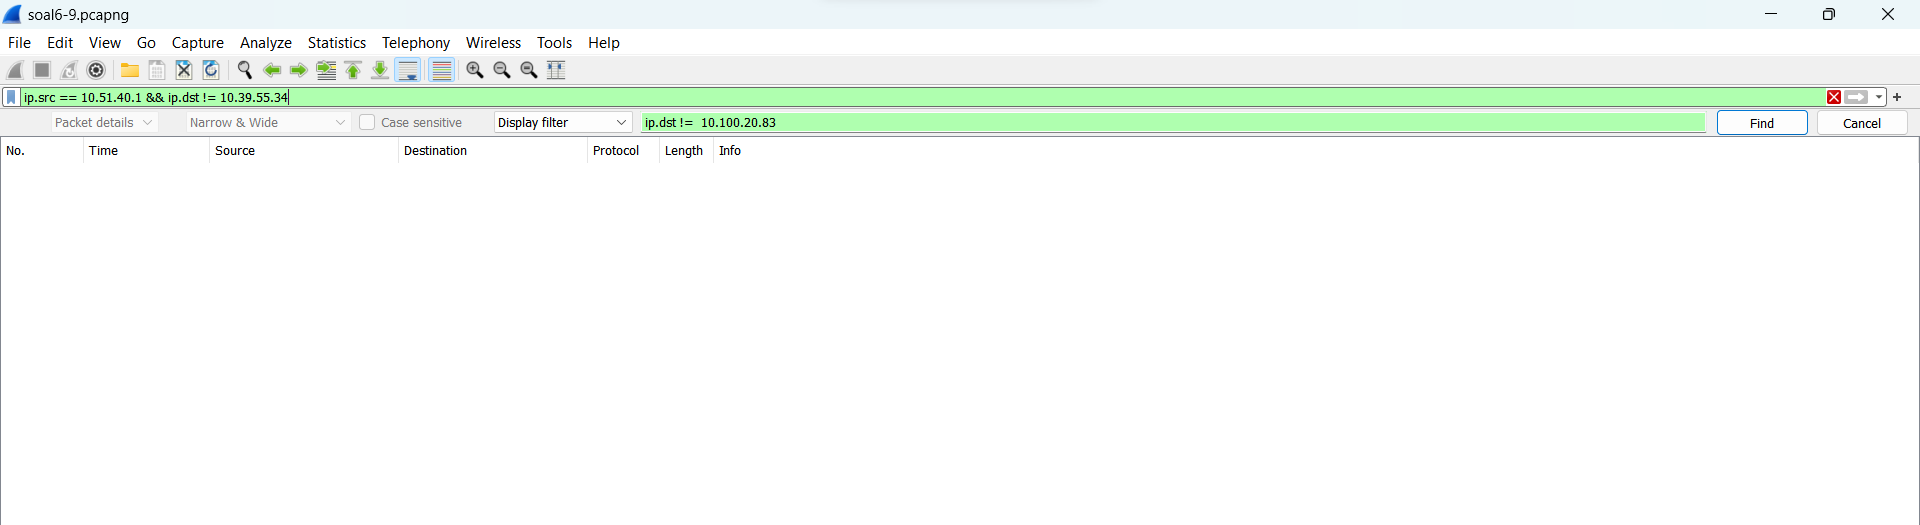 soal6-9.pcapng
File Edit View Go Capture Analyze Statistics Telephony Wireless Tools Help
ip.src == 10.51.40.1 && ip.dst != 10.39.55.34
Packet details Narrow & Wide Case sensitive Display filter ip.dst != 10.100.20.83 Find Cancel
No. Time Source Destination Protocol Length Info